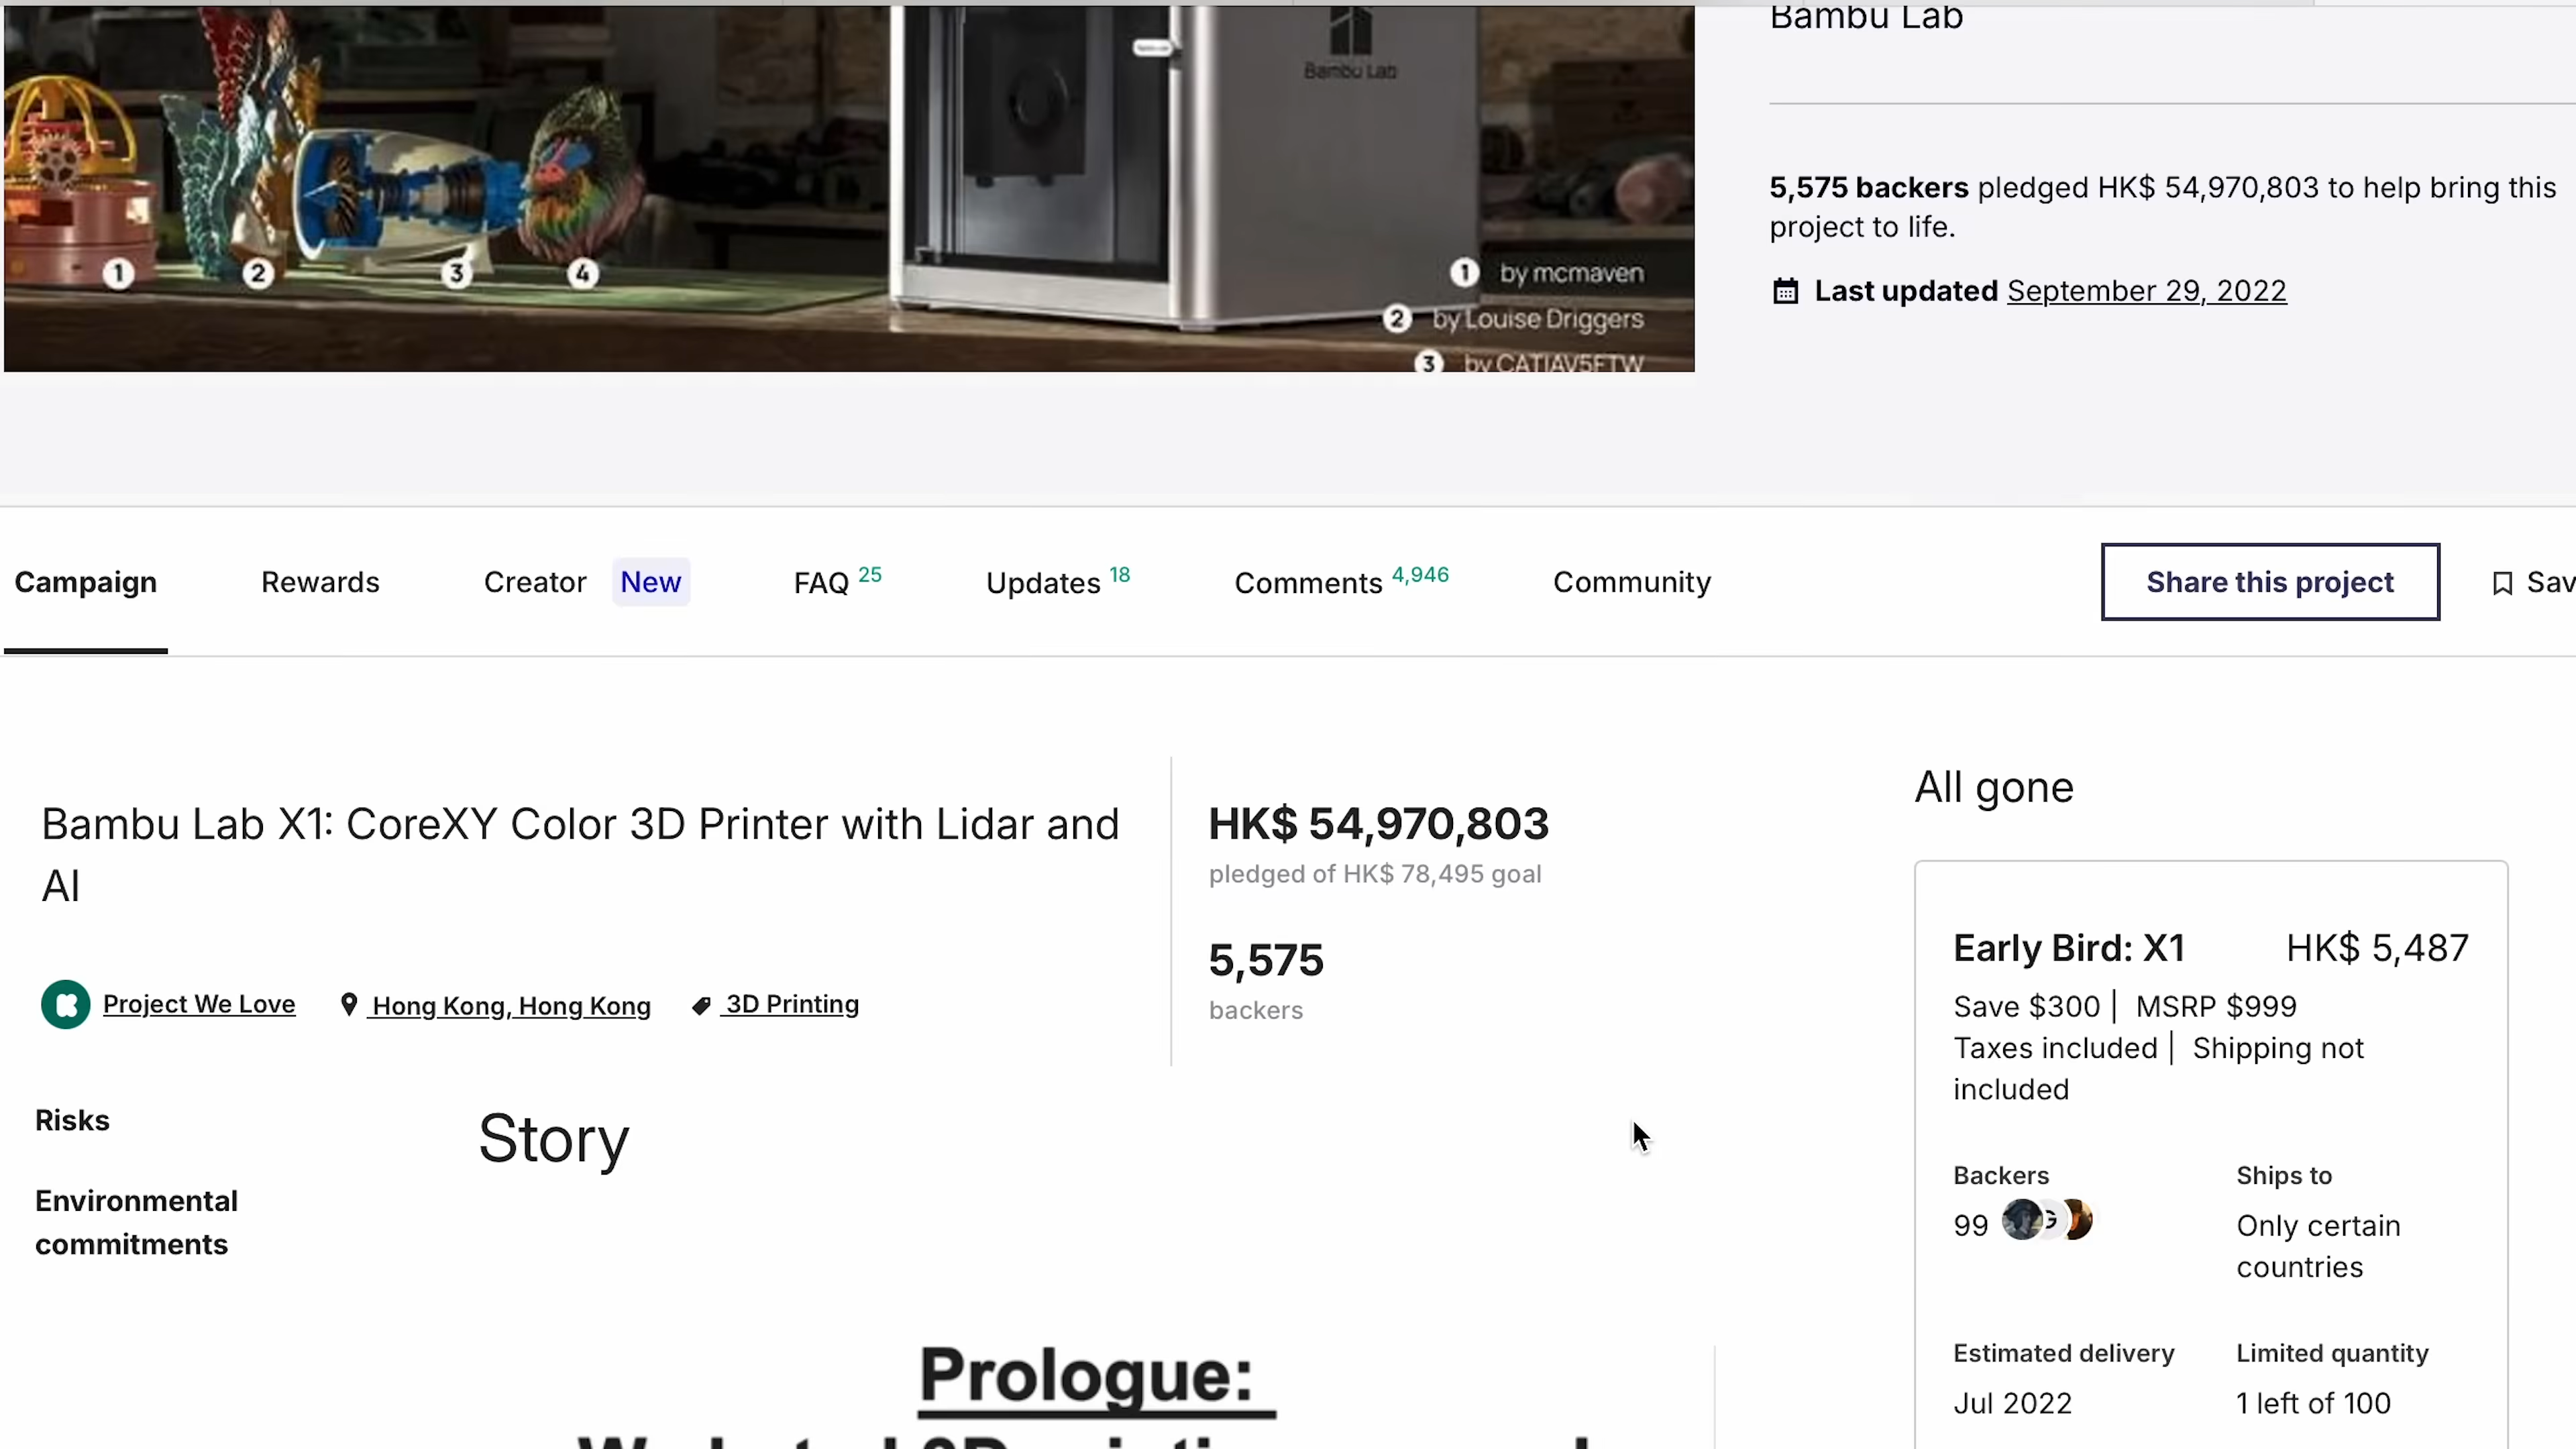 Bambu Lab
Bambu Lab
1 2 3 4
1 by mcmaven
2 by Louise Driggers
3 by CATIAV5FTW
5,575 backers pledged HK$ 54,970,803 to help bring this
project to life.
Last updated September 29, 2022
Campaign Rewards Creator New FAQ 25 Updates 18 Comments 4,946 Community Share this project Sav
Bambu Lab X1: CoreXY Color 3D Printer with Lidar and
AI
Project We Love Hong Kong, Hong Kong 3D Printing
HK$ 54,970,803
pledged of HK$ 78,495 goal
5,575
backers
All gone
Early Bird: X1 HK$ 5,487
Save $300 | MSRP $999
Taxes included | Shipping not
included
Backers
99 G
Ships to
Only certain
countries
Estimated delivery
Jul 2022
Limited quantity
1 left of 100
Risks
Environmental
commitments
Story
Prologue: